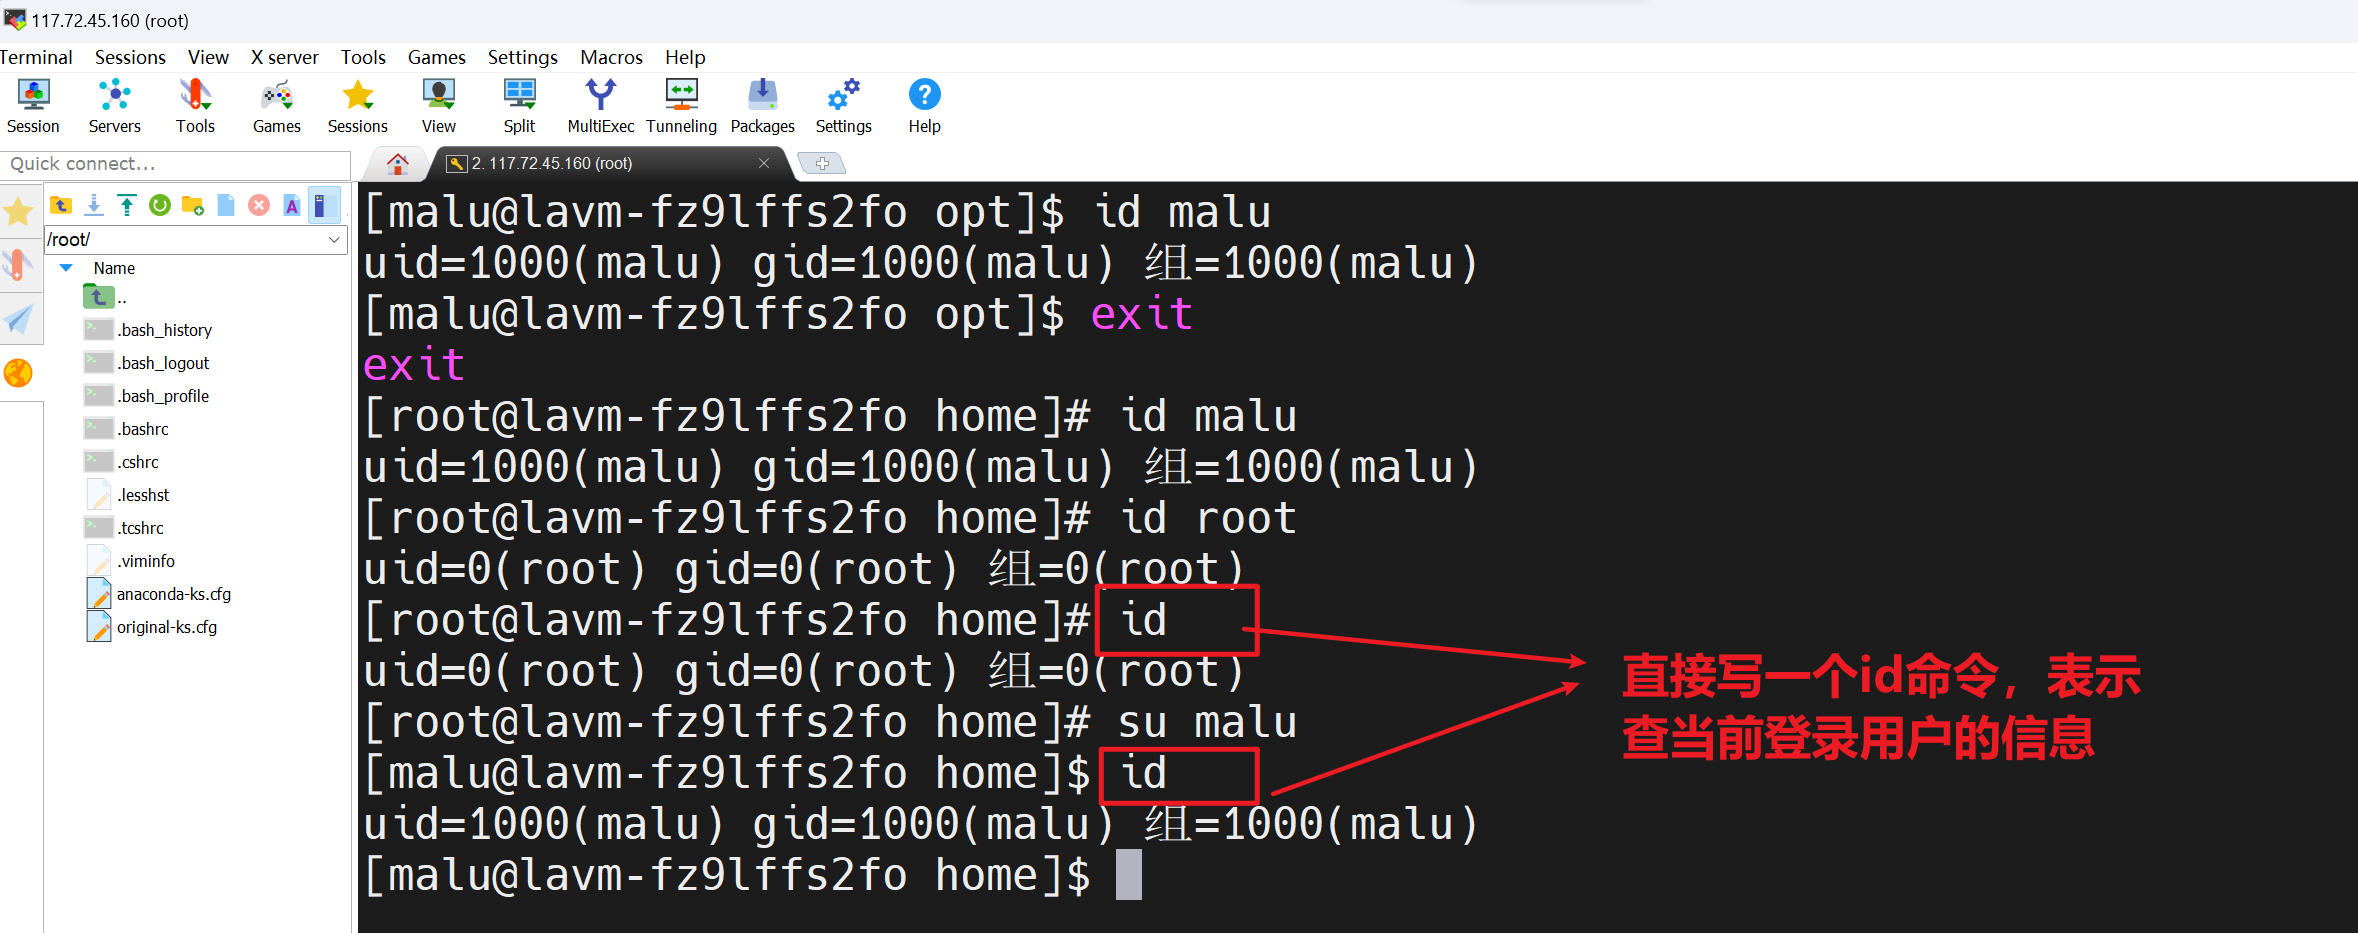 117.72.45.160 (root)
Terminal Sessions View X server Tools Games Settings Macros Help
Session Servers Tools Games Sessions View Split MultiExec Tunneling Packages Settings Help
Quick connect...
2. 117.72.45.160 (root)
/root/
Name
..
.bash_history
.bash_logout
.bash_profile
.bashrc
.cshrc
.lesshst
.tcshrc
.viminfo
anaconda-ks.cfg
original-ks.cfg
[malu@lavm-fz9lffs2fo opt]$ id malu
uid=1000(malu) gid=1000(malu) 组=1000(malu)
[malu@lavm-fz9lffs2fo opt]$ exit
exit
[root@lavm-fz9lffs2fo home]# id malu
uid=1000(malu) gid=1000(malu) 组=1000(malu)
[root@lavm-fz9lffs2fo home]# id root
uid=0(root) gid=0(root) 组=0(root)
[root@lavm-fz9lffs2fo home]# id
uid=0(root) gid=0(root) 组=0(root)
[root@lavm-fz9lffs2fo home]# su malu
[malu@lavm-fz9lffs2fo home]$ id
uid=1000(malu) gid=1000(malu) 组=1000(malu)
[malu@lavm-fz9lffs2fo home]$
直接写一个id命令，表示
查当前登录用户的信息